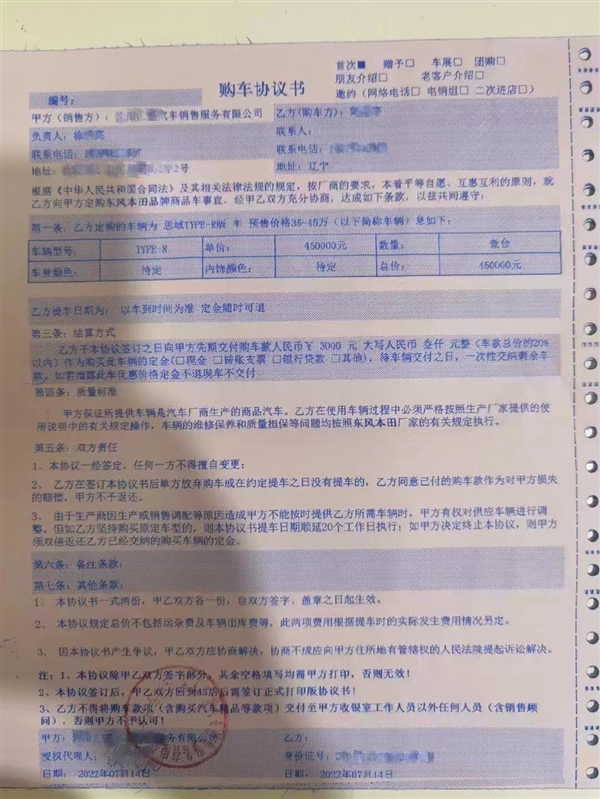 购车协议书
首次■ 赠予□ 车展□ 团购□
朋友介绍□ 老客户介绍□
邀约（网络电话□ 电销组□ 二次进店□）
编号:
甲方（销售方）: 汽车销售服务有限公司
乙方(购车方):
负责人:
联系人:
联系电话:
联系电话:
地址: 甲2号
地址: 辽宁
根据《中华人民共和国合同法》及其相关法律法规的规定，按厂商的要求，本着平等自愿、互惠互利的原则，就
乙方向甲方定购东风本田品牌商品车事宜，经甲乙双方充分协商，达成如下条款，以兹共同遵守:
第一条: 乙方定购的车辆为 思域TYPE-R版 车 预售价格35-45万（以下简称车辆）息如下:
车辆型号: TYPE-R 单价: 450000元 数量: 壹台
车身颜色: 待定 内饰颜色: 待定 总价: 450000元
乙方提车日期为: 以车到时间为准 定金随时可退
第三条: 结算方式
乙方于本协议签订之日向甲方先期交付购车款人民币￥ 3000 元 大写人民币 叁仟 元整（车款总价的20%
以内）作为购买此车辆的定金(□现金 □转账支票 □银行贷款 □其他)，待车辆交付之日，一次性交纳剩余车
款。如若泄露此车优惠价格定金不退现车不交付
第四条: 质量标准
甲方保证所提供车辆是汽车厂商生产的商品汽车。乙方在使用车辆过程中必须严格按照生产厂家提供的使
用说明中的有关规定操作，车辆的维修保养和质量担保等问题均按照东风本田厂家的有关规定执行。
第五条: 双方责任
1、本协议一经签定，任何一方不得擅自变更:
2、乙方在签订本协议书后单方放弃购车或在约定提车之日没有提车的，乙方同意己付的购车款作为对甲方损失
的赔偿，甲方不予返还。
3、由于生产商因生产或销售调配等原因造成甲方不能按时提供乙方所需车辆时，甲方有权对供应车辆进行调
整，但如乙方坚持购买原定车型的，则本协议书提车日期顺延20个工作日执行；如甲方决定终止本协议，则甲方
须双倍返还乙方已经交纳的购买车辆的定金。
第六条: 备注条款:
第七条: 其他条款:
1、 本协议书一式两份，甲乙双方各一份，自双方签字、盖章之日起生效。
2、 本协议规定总价不包括运杂费及车辆出库费等，此两项费用根据提车时的实际发生费用情况另定。
3、 因本协议书产生争议，甲乙双方应协商解决，协商不成应向甲方住所地有管辖权的人民法院提起诉讼解决。
注: 1、本协议除甲乙双方签字部分，其余空格填写均需甲方打印，否则无效！
2、本协议签订后，甲乙双方回到4S店后需签订正式打印版协议书！
3、乙方不得将购车款项（含购买汽车精品等款项）交付至甲方收银室工作人员以外任何人员（含销售顾
问），否则甲方不予认可！
甲方: 服务有限公司
乙方:
授权代理人:
身份证号:
日期: 2022年07月14日
日期: 2022年07月14日